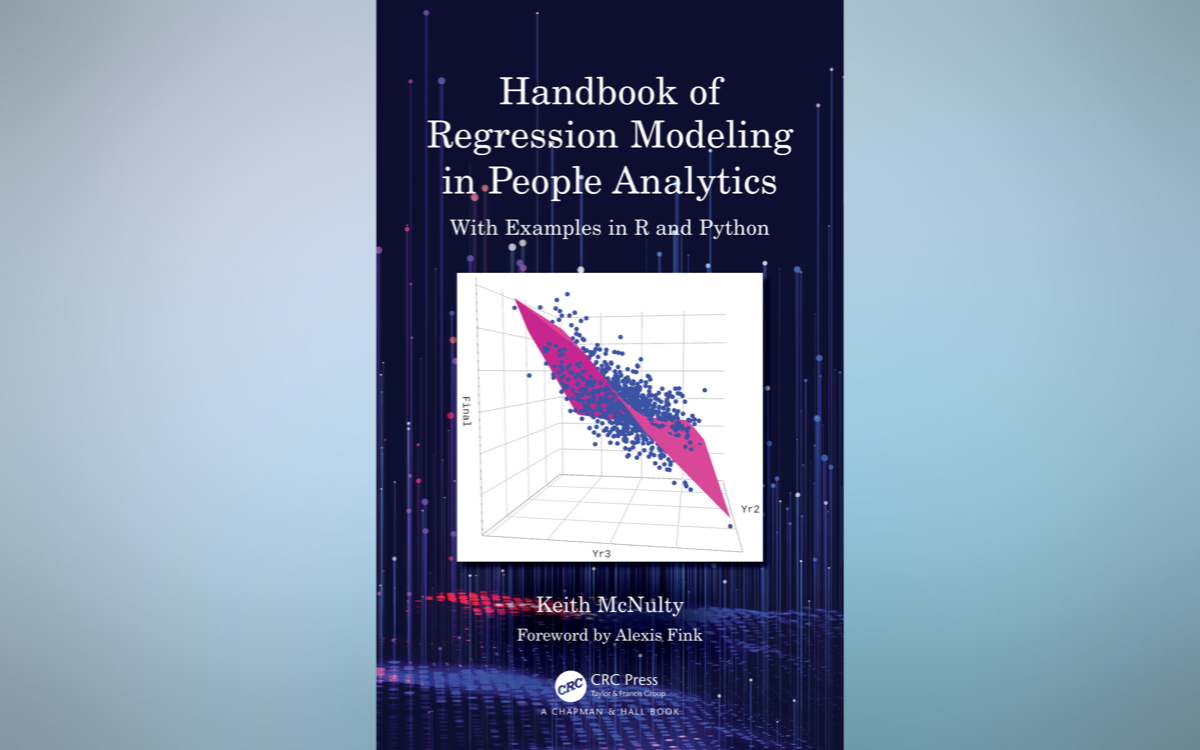 Handbook of
Regression Modeling
in People Analytics
With Examples in R and Python
Final
Yr2
Yr3
Keith McNulty
Foreword by Alexis Fink
CRC
CRC Press
Taylor & Francis Group
A CHAPMAN & HALL BOOK